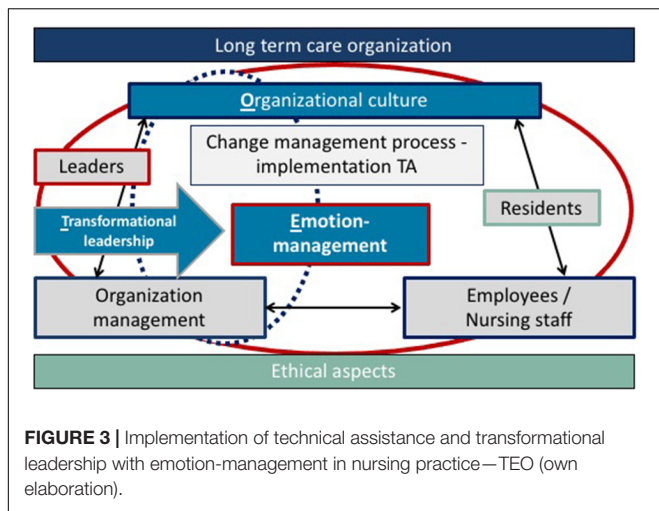 Long term care organization
Organizational culture
Change management process -
implementation TA
Leaders
Residents
Transformational
leadership
Emotion-
management
Organization
management
Employees /
Nursing staff
Ethical aspects
FIGURE 3 | Implementation of technical assistance and transformational
leadership with emotion-management in nursing practice—TEO (own
elaboration).